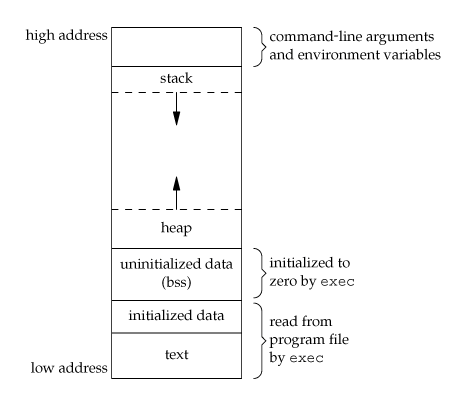 high address
command-line arguments
and environment variables
stack
heap
uninitialized data
(bss)
initialized to
zero by exec
initialized data
read from
program file
by exec
text
low address